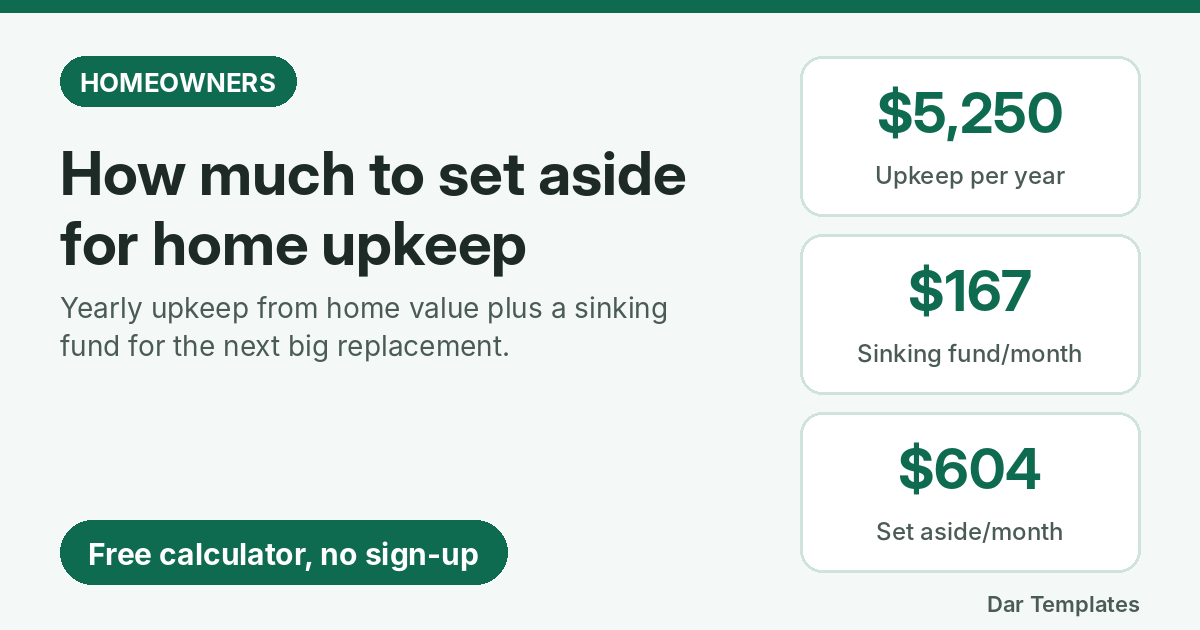 HOMEOWNERS
How much to set aside
for home upkeep
Yearly upkeep from home value plus a sinking
fund for the next big replacement.
Free calculator, no sign-up
$5,250
Upkeep per year
$167
Sinking fund/month
$604
Set aside/month
Dar Templates